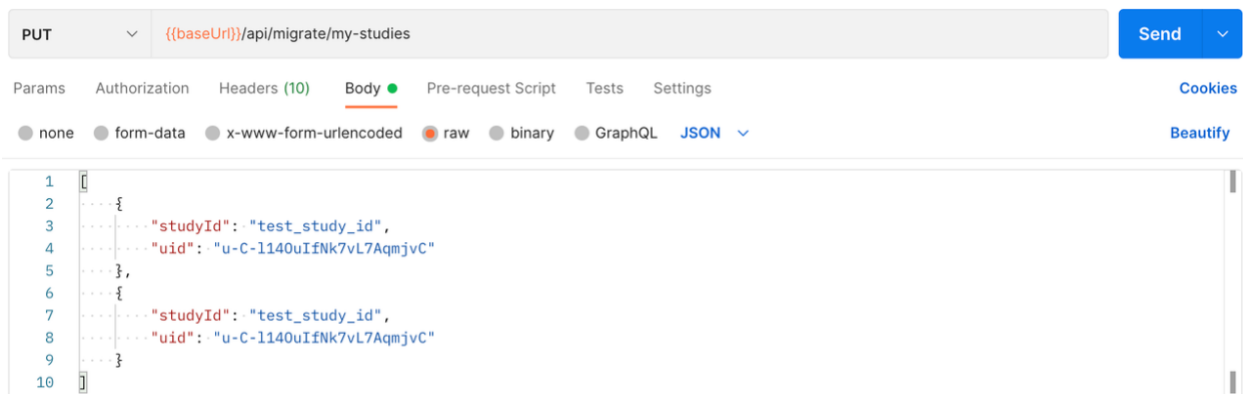 PUT {{baseUrl}}/api/migrate/my-studies Send
Params Authorization Headers (10) Body Pre-request Script Tests Settings Cookies
none form-data x-www-form-urlencoded raw binary GraphQL JSON Beautify
1 [
2 {
3 "studyId": "test_study_id",
4 "uid": "u-C-l14OuIfNk7vL7AqmjvC"
5 },
6 {
7 "studyId": "test_study_id",
8 "uid": "u-C-l14OuIfNk7vL7AqmjvC"
9 }
10 ]